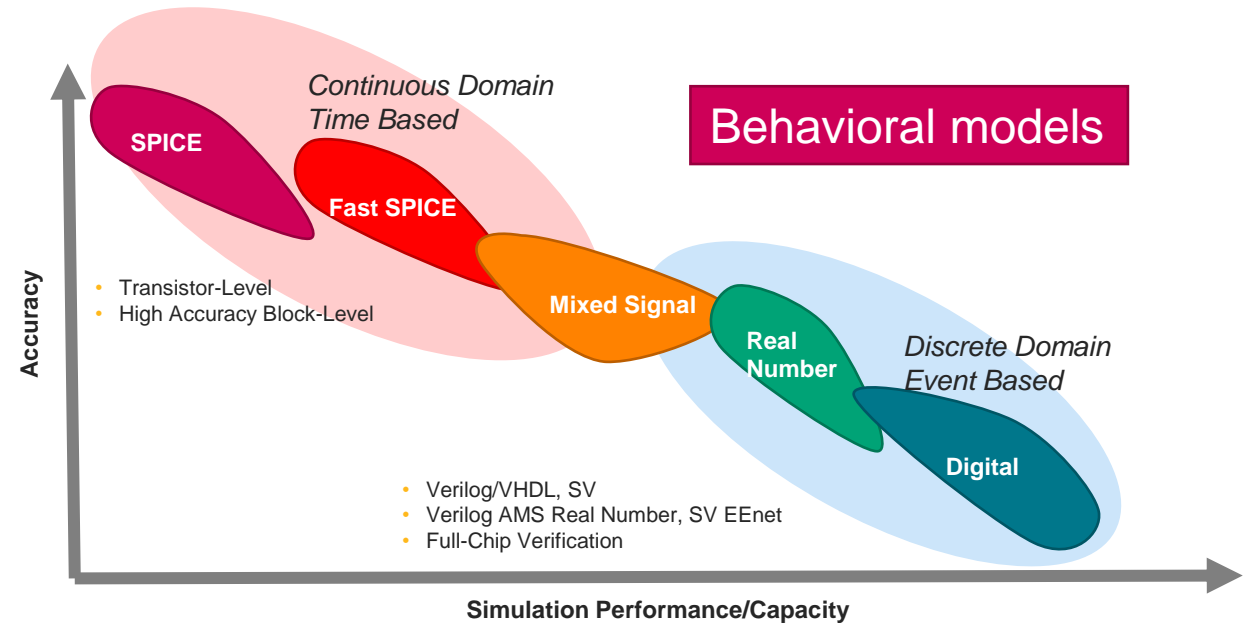 Continuous Domain
Time Based
Behavioral models
SPICE
Fast SPICE
Mixed Signal
Real
Number
Discrete Domain
Event Based
Digital
Accuracy
• Transistor-Level
• High Accuracy Block-Level
• Verilog/VHDL, SV
• Verilog AMS Real Number, SV EEnet
• Full-Chip Verification
Simulation Performance/Capacity